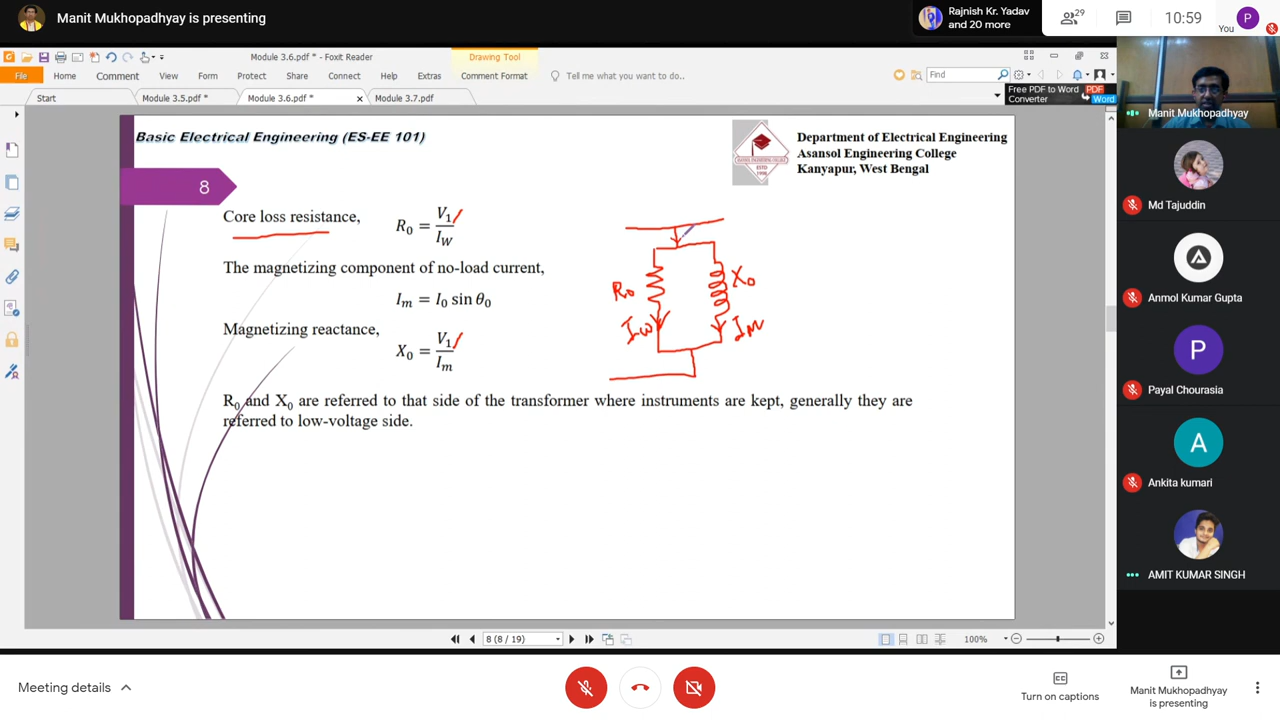 Manit Mukhopadhyay is presenting
Rajnish Kr. Yadav
and 20 more
29
10:59
You
P
Module 3.6.pdf * - Foxit Reader
Drawing Tool
File
Home
Comment
View
Form
Protect
Share
Connect
Help
Extras
Comment Format
Tell me what you want to do..
Find
Start
Module 3.5.pdf *
Module 3.6.pdf *
Module 3.7.pdf
Free PDF to Word
Converter
PDF
Word
Manit Mukhopadhyay
Basic Electrical Engineering (ES-EE 101)
Department of Electrical Engineering
Asansol Engineering College
Kanyapur, West Bengal
8
Core loss resistance, R₀ = V₁/I_W
The magnetizing component of no-load current,
I_m = I₀ sin θ₀
Magnetizing reactance,
X₀ = V₁/I_m
R₀ X₀
Iw Im
R₀ and X₀ are referred to that side of the transformer where instruments are kept, generally they are
referred to low-voltage side.
Md Tajuddin
Anmol Kumar Gupta
P
Payal Chourasia
A
Ankita kumari
AMIT KUMAR SINGH
8 (8 / 19)
100%
Meeting details
Turn on captions
Manit Mukhopadhyay
is presenting